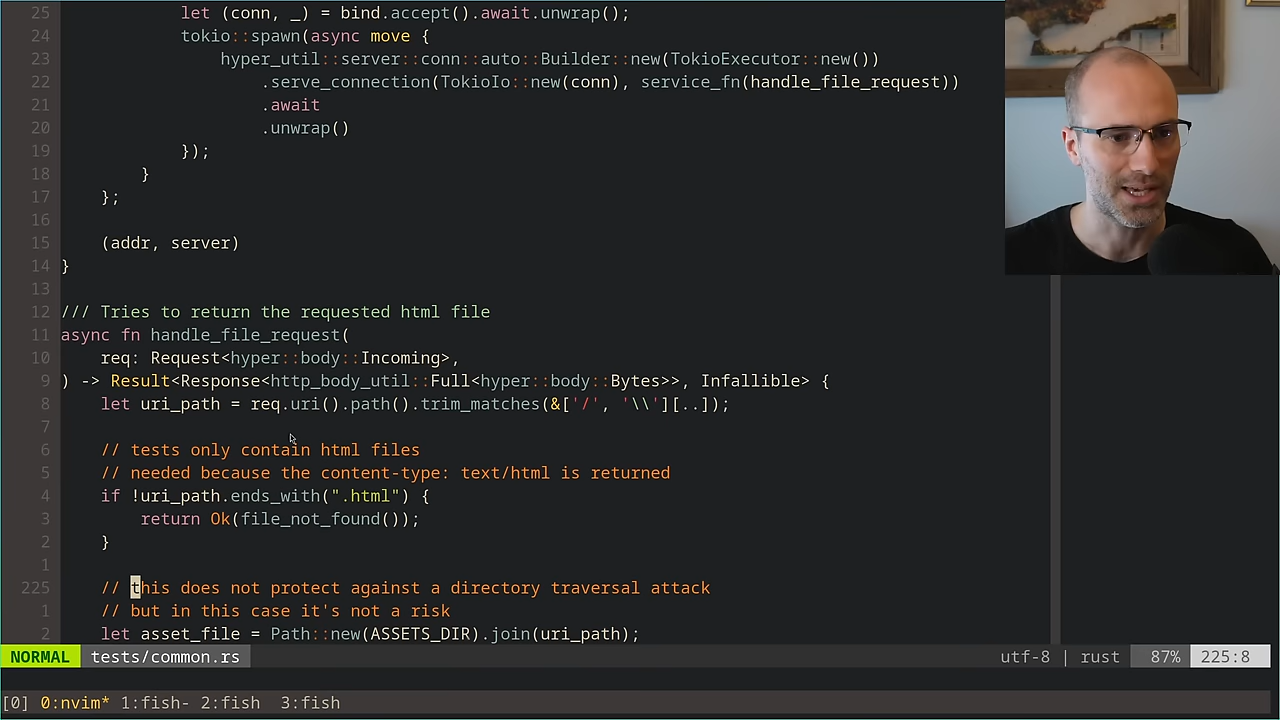 25 let (conn, _) = bind.accept().await.unwrap();
24 tokio::spawn(async move {
23 hyper_util::server::conn::auto::Builder::new(TokioExecutor::new())
22 .serve_connection(TokioIo::new(conn), service_fn(handle_file_request))
21 .await
20 .unwrap()
19 });
18 }
17 };
16
15 (addr, server)
14 }
13
12 /// Tries to return the requested html file
11 async fn handle_file_request(
10 req: Request<hyper::body::Incoming>,
9 ) -> Result<Response<http_body_util::Full<hyper::body::Bytes>>, Infallible> {
8 let uri_path = req.uri().path().trim_matches(&['/', '\\'][..]);
7
6 // tests only contain html files
5 // needed because the content-type: text/html is returned
4 if !uri_path.ends_with(".html") {
3 return Ok(file_not_found());
2 }
1
225 // this does not protect against a directory traversal attack
1 // but in this case it's not a risk
2 let asset_file = Path::new(ASSETS_DIR).join(uri_path);
NORMAL tests/common.rs utf-8 | rust 87% 225:8
[0] 0:nvim* 1:fish- 2:fish 3:fish